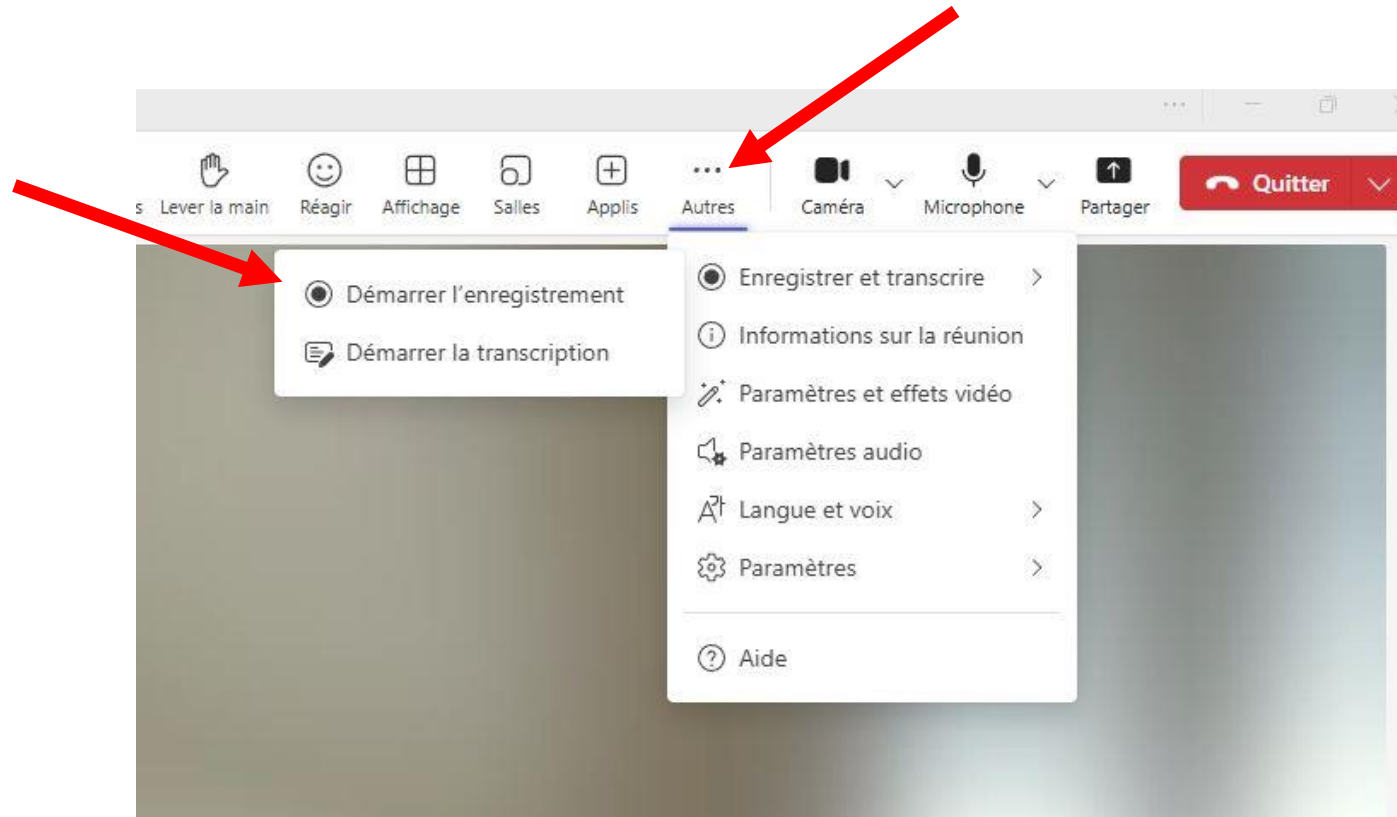 s Lever la main Réagir Affichage Salles Applis Autres Caméra Microphone Partager Quitter
Démarrer l'enregistrement
Démarrer la transcription
Enregistrer et transcrire
Informations sur la réunion
Paramètres et effets vidéo
Paramètres audio
Langue et voix
Paramètres
Aide